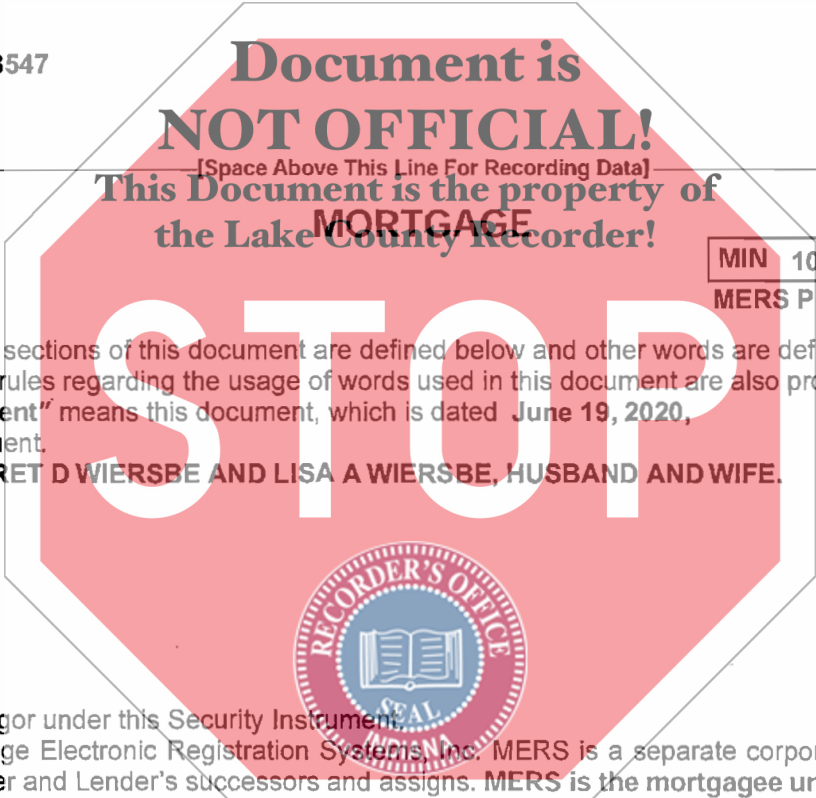 3547
Document is
NOT OFFICIAL!
[Space Above This Line For Recording Data]
This Document is the property of
MORTGAGE
the Lake County Recorder!
MIN 10
MERS P
STOP
sections of this document are defined below and other words are def
rules regarding the usage of words used in this document are also pro
ent" means this document, which is dated June 19, 2020,
ent.
RET D WIERSBE AND LISA A WIERSBE, HUSBAND AND WIFE.
RECORDER'S OFFICE
SEAL
INDIANA
gor under this Security Instrument.
ge Electronic Registration Systems, Inc. MERS is a separate corpor
er and Lender's successors and assigns. MERS is the mortgagee un